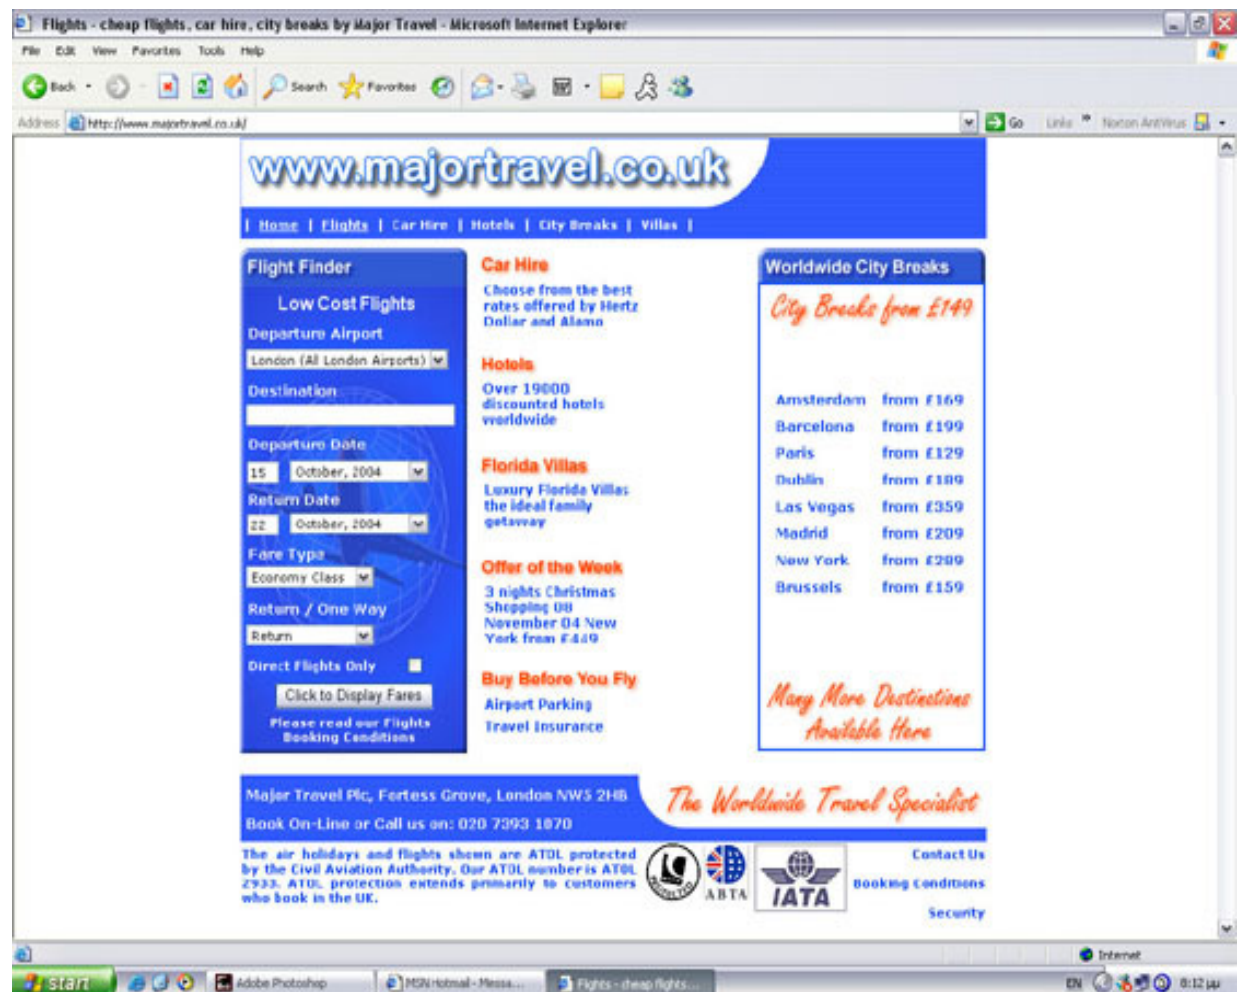 Flights - cheap flights, car hire, city breaks by Major Travel - Microsoft Internet Explorer
File Edit View Favorites Tools Help
Back Search Favorites
Address http://www.majortravel.co.uk/ Go Links » Norton AntiVirus
www.majortravel.co.uk
| Home | Flights | Car Hire | Hotels | City Breaks | Villas |
Flight Finder
Low Cost Flights
Departure Airport
London (All London Airports)
Destination
Departure Date
15 October, 2004
Return Date
22 October, 2004
Fare Type
Economy Class
Return / One Way
Return
Direct Flights Only
Click to Display Fares
Please read our Flights
Booking Conditions
Car Hire
Choose from the best
rates offered by Hertz
Dollar and Alamo
Hotels
Over 19000
discounted hotels
worldwide
Florida Villas
Luxury Florida Villas
the ideal family
getaway
Offer of the Week
3 nights Christmas
Shopping 08
November 04 New
York from £449
Buy Before You Fly
Airport Parking
Travel Insurance
Worldwide City Breaks
City Breaks from £149
Amsterdam from £169
Barcelona from £199
Paris from £129
Dublin from £189
Las Vegas from £359
Madrid from £209
New York from £289
Brussels from £159
Many More Destinations
Available Here
Major Travel Plc, Fortess Grove, London NW5 2HB
Book On-Line or Call us on: 020 7393 1070
The Worldwide Travel Specialist
The air holidays and flights shown are ATOL protected
by the Civil Aviation Authority. Our ATOL number is ATOL
2933. ATOL protection extends primarily to customers
who book in the UK.
ABTA
IATA
Contact Us
Booking Conditions
Security
Internet
start Adobe Photoshop MSN Hotmail - Messa... Flights - cheap flights... EN 8:12 μμ